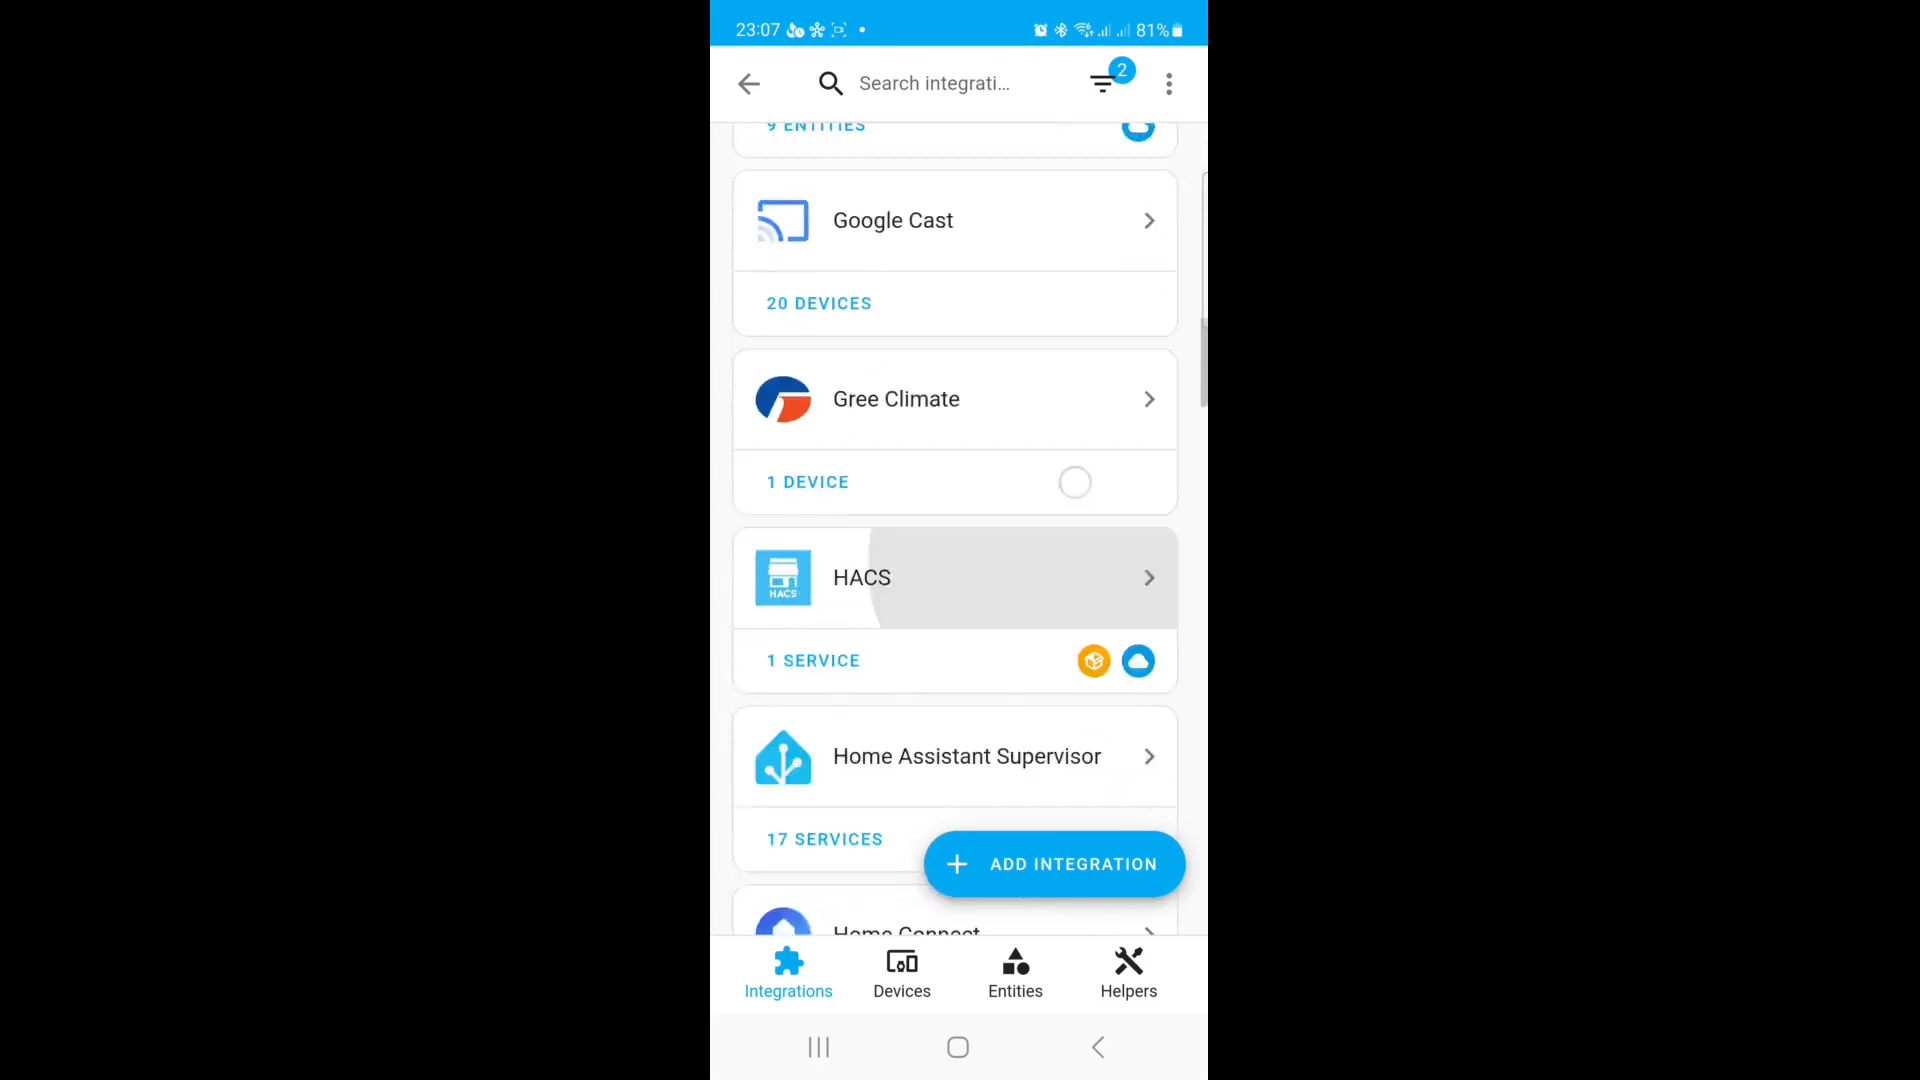 23:07
81%
Search integrati...
2
9 ENTITIES
Google Cast
20 DEVICES
Gree Climate
1 DEVICE
HACS
HACS
1 SERVICE
Home Assistant Supervisor
17 SERVICES
ADD INTEGRATION
Home Connect
Integrations
Devices
Entities
Helpers